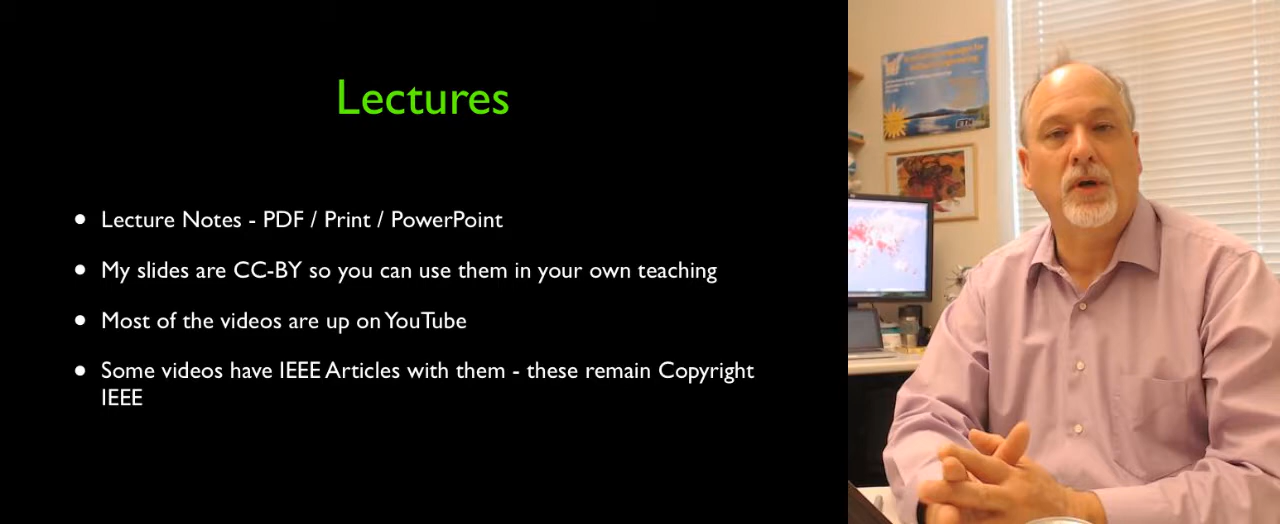 Lectures
• Lecture Notes - PDF / Print / PowerPoint
• My slides are CC-BY so you can use them in your own teaching
• Most of the videos are up on YouTube
• Some videos have IEEE Articles with them - these remain Copyright
IEEE